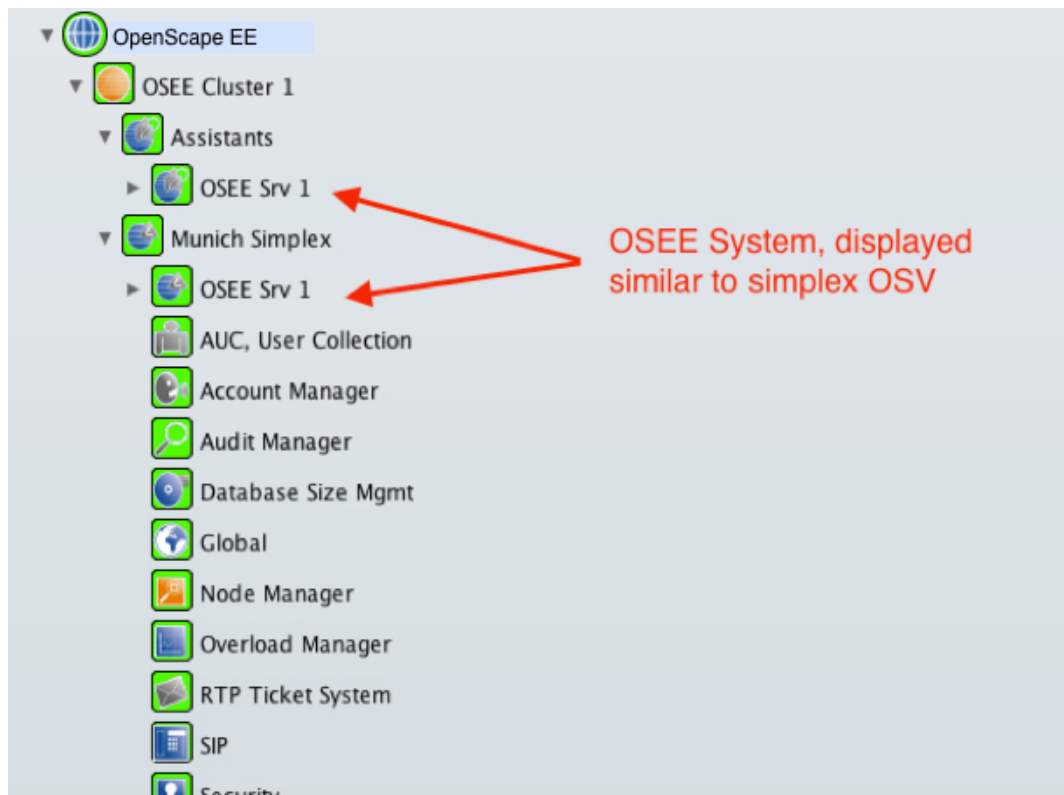 OpenScape EE
OSEE Cluster 1
Assistants
OSEE Srv 1
Munich Simplex
OSEE System, displayed
similar to simplex OSV
OSEE Srv 1
AUC, User Collection
Account Manager
Audit Manager
Database Size Mgmt
Global
Node Manager
Overload Manager
RTP Ticket System
SIP
Security